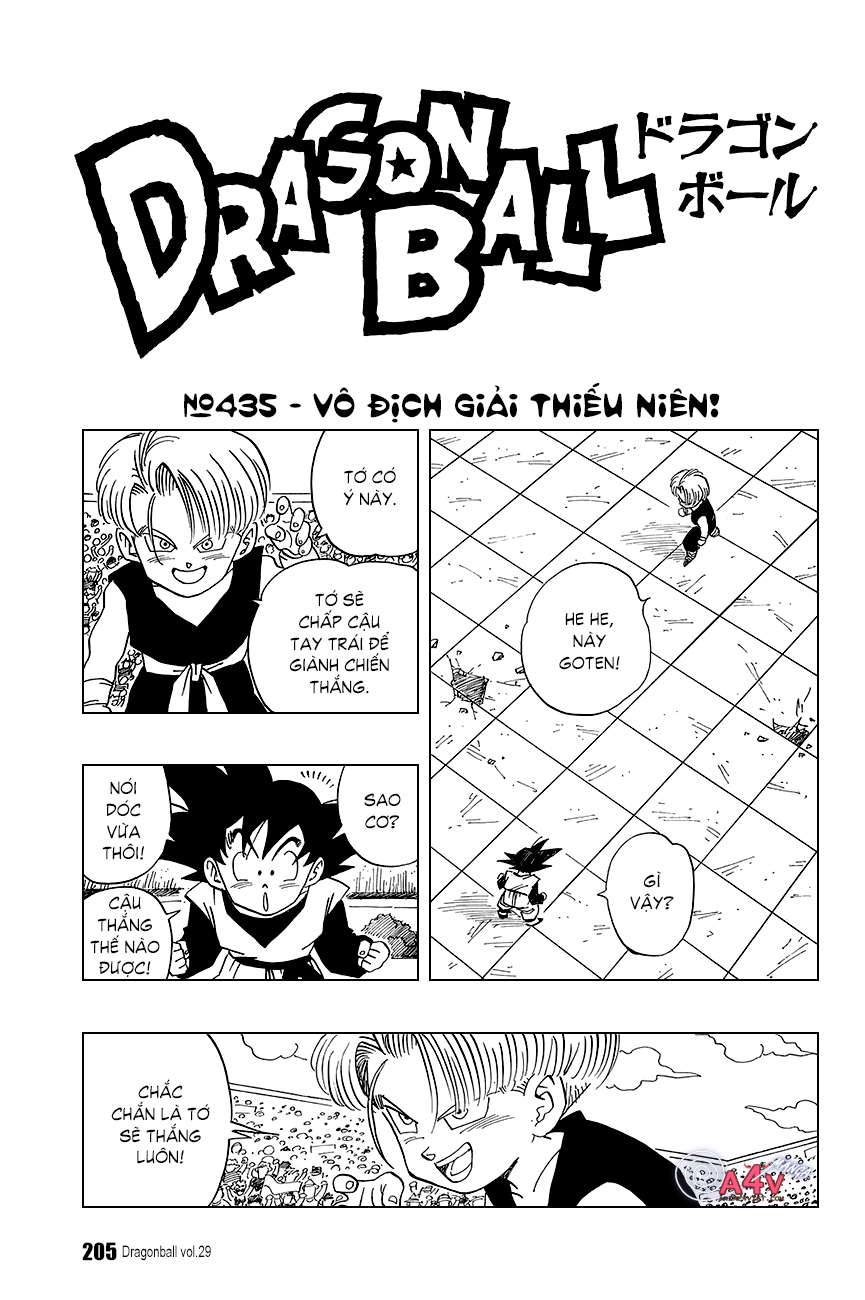 DRAGON
BALL
ドラゴン
ボール
№435 - VÔ ĐỊCH GIẢI THIẾU NIÊN!
HE HE,
NÀY
GOTEN!
GÌ
VẬY?
TỚ CÓ
Ý NÀY.
TỚ SẼ
CHẤP CẬU
TAY TRÁI ĐỂ
GIÀNH CHIẾN
THẮNG.
SAO
CƠ?
NÓI
DÓC
VỪA
THÔI!
CẬU
THẮNG
THẾ NÀO
ĐƯỢC!
CHẮC
CHẮN LÀ TỚ
SẼ THẮNG
LUÔN!
A4V
205 Dragonball vol.29